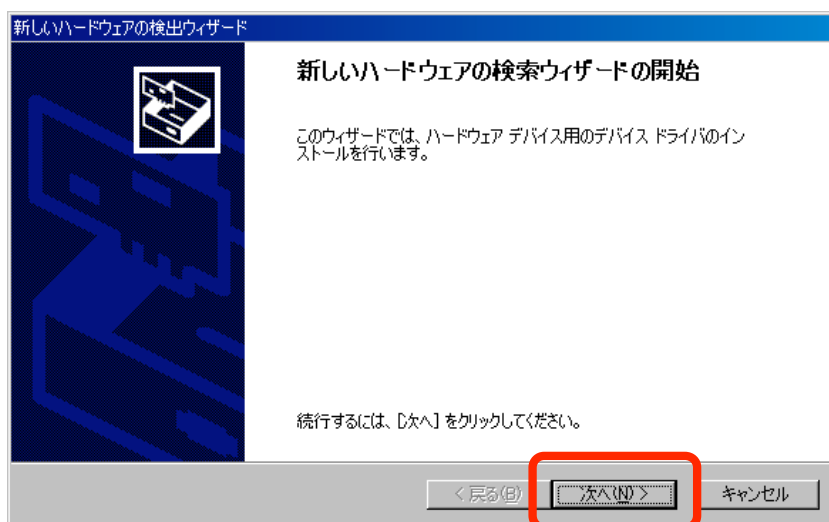 新しいハードウェアの検出ウィザード
新しいハードウェアの検索ウィザードの開始
このウィザードでは、ハードウェア デバイス用のデバイス ドライバのイン
ストールを行います。
続行するには、[次へ] をクリックしてください。
< 戻る(B)
次へ(N) >
キャンセル